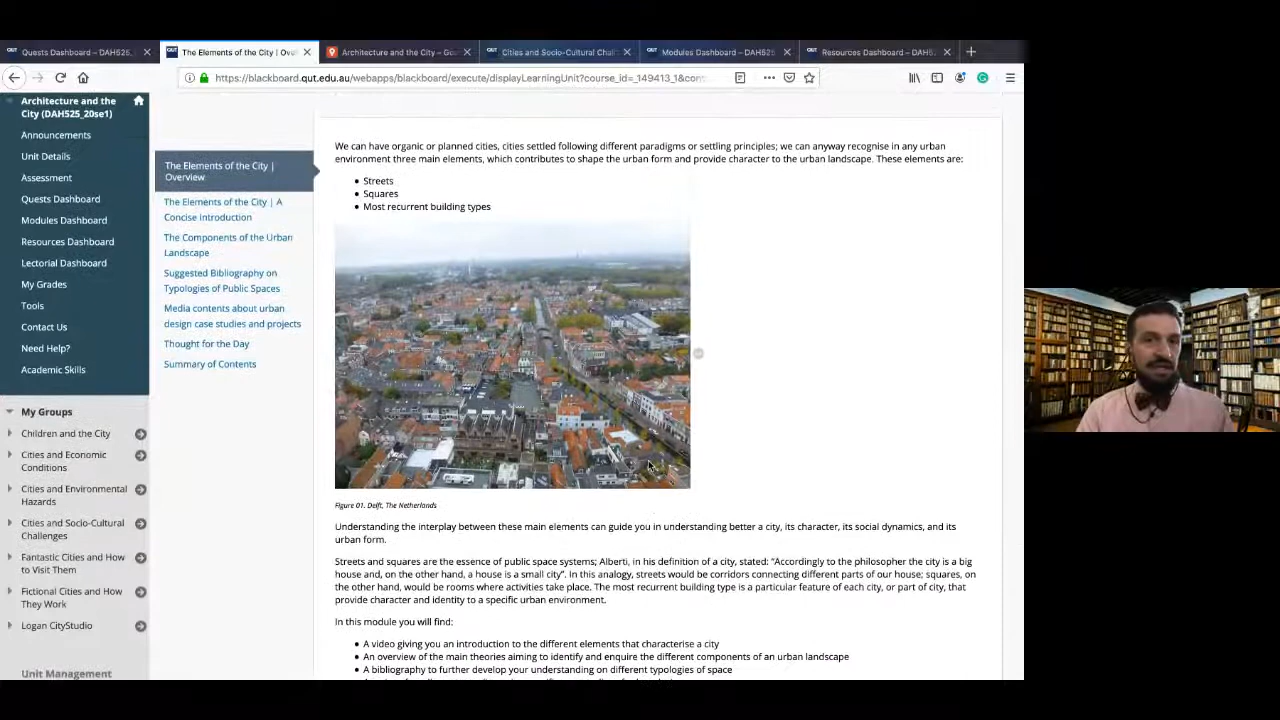 Quests Dashboard – DAH525_
The Elements of the City | Ove
Architecture and the City – Go
Cities and Socio-Cultural Chal
Modules Dashboard – DAH525
Resources Dashboard – DAH52
https://blackboard.qut.edu.au/webapps/blackboard/execute/displayLearningUnit?course_id=_149413_1&con
Architecture and the
City (DAH525_20se1)
Announcements
Unit Details
Assessment
Quests Dashboard
Modules Dashboard
Resources Dashboard
Lectorial Dashboard
My Grades
Tools
Contact Us
Need Help?
Academic Skills
My Groups
Children and the City
Cities and Economic
Conditions
Cities and Environmental
Hazards
Cities and Socio-Cultural
Challenges
Fantastic Cities and How
to Visit Them
Fictional Cities and How
They Work
Logan CityStudio
Unit Management
The Elements of the City |
Overview
The Elements of the City | A
Concise Introduction
The Components of the Urban
Landscape
Suggested Bibliography on
Typologies of Public Spaces
Media contents about urban
design case studies and projects
Thought for the Day
Summary of Contents
We can have organic or planned cities, cities settled following different paradigms or settling principles; we can anyway recognise in any urban
environment three main elements, which contributes to shape the urban form and provide character to the urban landscape. These elements are:
• Streets
• Squares
• Most recurrent building types
Figure 01. Delft, The Netherlands
Understanding the interplay between these main elements can guide you in understanding better a city, its character, its social dynamics, and its
urban form.
Streets and squares are the essence of public space systems; Alberti, in his definition of a city, stated: "Accordingly to the philosopher the city is a big
house and, on the other hand, a house is a small city". In this analogy, streets would be corridors connecting different parts of our house; squares, on
the other hand, would be rooms where activities take place. The most recurrent building type is a particular feature of each city, or part of city, that
provide character and identity to a specific urban environment.
In this module you will find:
• A video giving you an introduction to the different elements that characterise a city
• An overview of the main theories aiming to identify and enquire the different components of an urban landscape
• A bibliography to further develop your understanding on different typologies of space